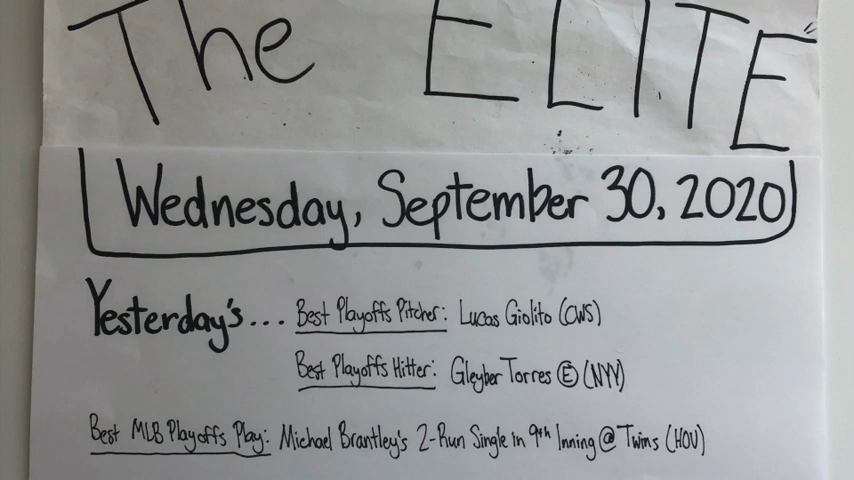 The ELITE
Wednesday, September 30, 2020
Yesterday's... Best Playoffs Pitcher: Lucas Giolito (CWS)
Best Playoffs Hitter: Gleyber Torres Ⓔ (NYY)
Best MLB Playoffs Play: Michael Brantley's 2-Run Single in 9th Inning @ Twins (HOU)